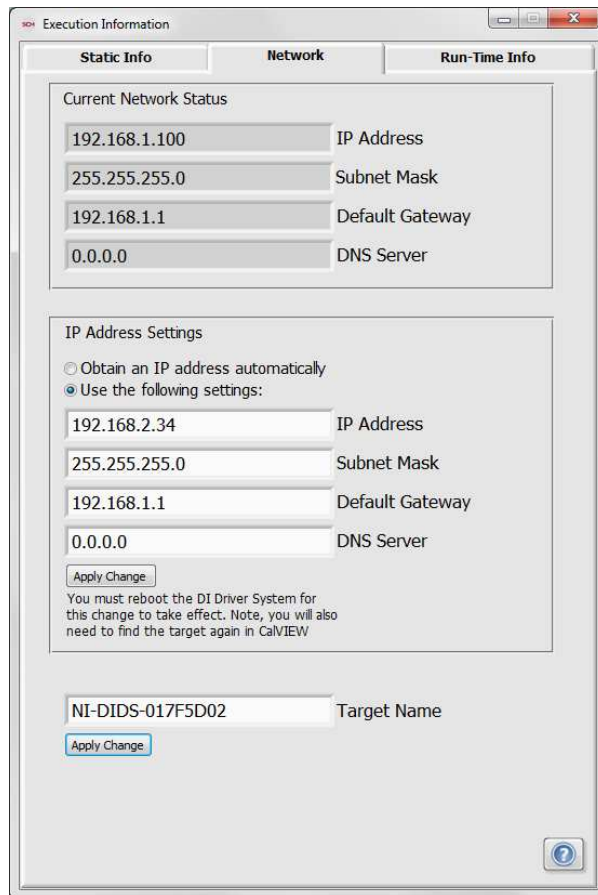 Execution Information
Static Info
Network
Run-Time Info
Current Network Status
192.168.1.100 IP Address
255.255.255.0 Subnet Mask
192.168.1.1 Default Gateway
0.0.0.0 DNS Server
IP Address Settings
Obtain an IP address automatically
Use the following settings:
192.168.2.34 IP Address
255.255.255.0 Subnet Mask
192.168.1.1 Default Gateway
0.0.0.0 DNS Server
Apply Change
You must reboot the DI Driver System for
this change to take effect. Note, you will also
need to find the target again in CalVIEW
NI-DIDS-017F5D02 Target Name
Apply Change
?